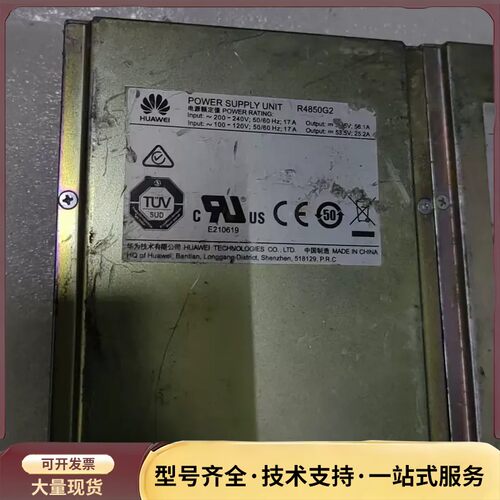 HUAWEI
POWER SUPPLY UNIT R4850G2
电源额定值 POWER RATING:
Input: ~ 200-240V; 50/60 Hz; 17A Output: 56.1A
Input: ~ 100-120V; 50/60 Hz; 17A Output: 53.5V; 25.2A
TÜV
SUD
C UL US CE 50
E210619
华为技术有限公司 HUAWEI TECHNOLOGIES CO., LTD. 中国制造 MADE IN CHINA
HQ of Huawei, Bantian, Longgang District, Shenzhen, 518129, P.R.C
可开发票
大量现货
型号齐全·技术支持·一站式服务